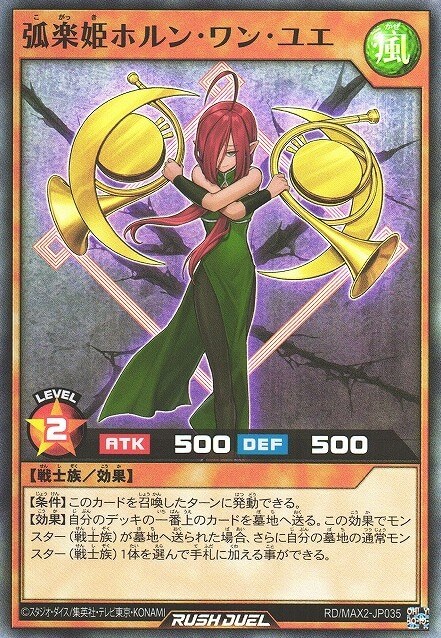 弧楽姫ホルン・ワン・ユエ
風
LEVEL
2
ATK 500 DEF 500
【戦士族/効果】
【条件】このカードを召喚したターンに発動できる。
【効果】自分のデッキの一番上のカードを墓地へ送る。この効果でモン
スター(戦士族)が墓地へ送られた場合、さらに自分の墓地の通常モン
スター(戦士族)1体を選んで手札に加える事ができる。
©スタジオ・ダイス/集英社・テレビ東京・KONAMI RUSH DUEL RD/MAX2-JP035